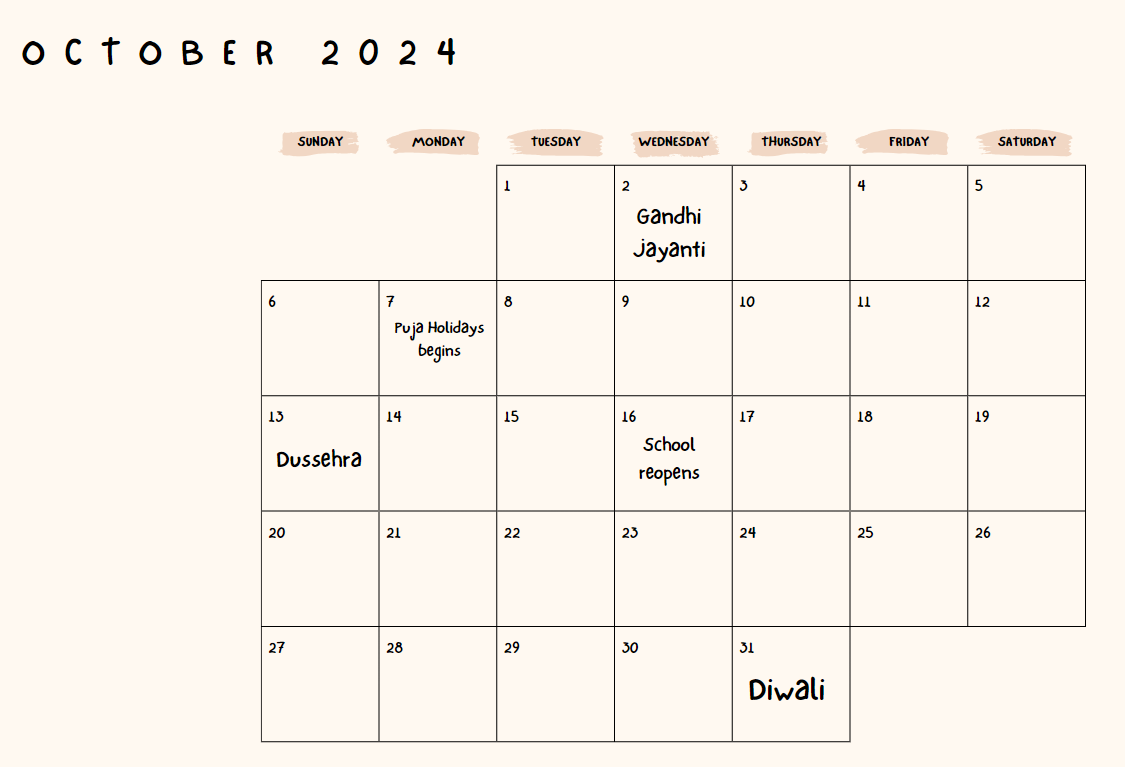 OCTOBER 2024
SUNDAY MONDAY TUESDAY WEDNESDAY THURSDAY FRIDAY SATURDAY
1 2 3 4 5
Gandhi
Jayanti
6 7 8 9 10 11 12
Puja Holidays
begins
13 14 15 16 17 18 19
School
Dussehra
reopens
20 21 22 23 24 25 26
27 28 29 30 31
Diwali